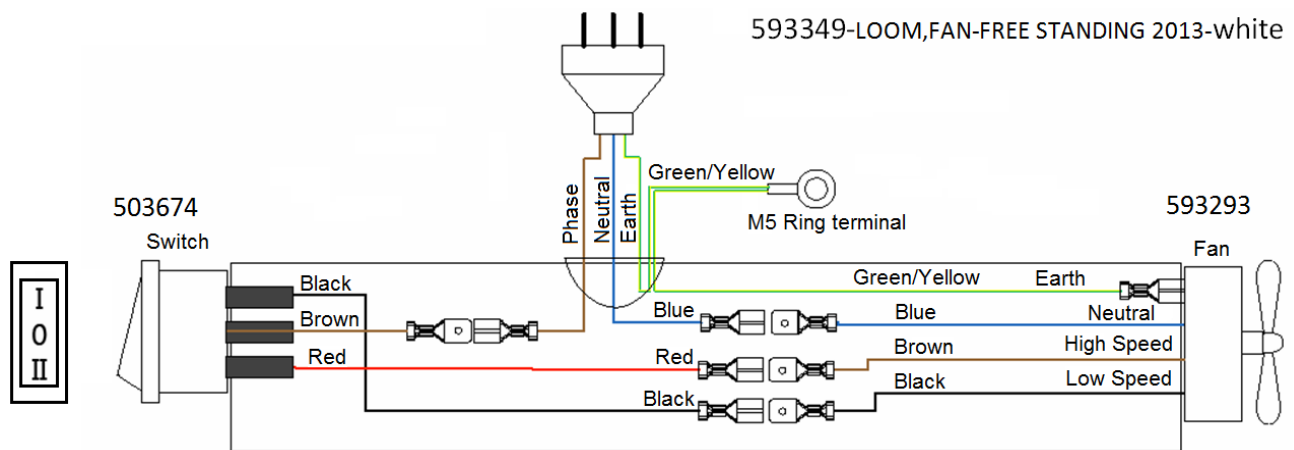 593349-LOOM,FAN-FREE STANDING 2013-white
Phase
Neutral
Earth
Green/Yellow
M5 Ring terminal
503674
Switch
593293
Fan
I
O
II
Black
Brown
Red
Green/Yellow
Earth
Blue
Blue
Neutral
Red
Brown
High Speed
Black
Black
Low Speed